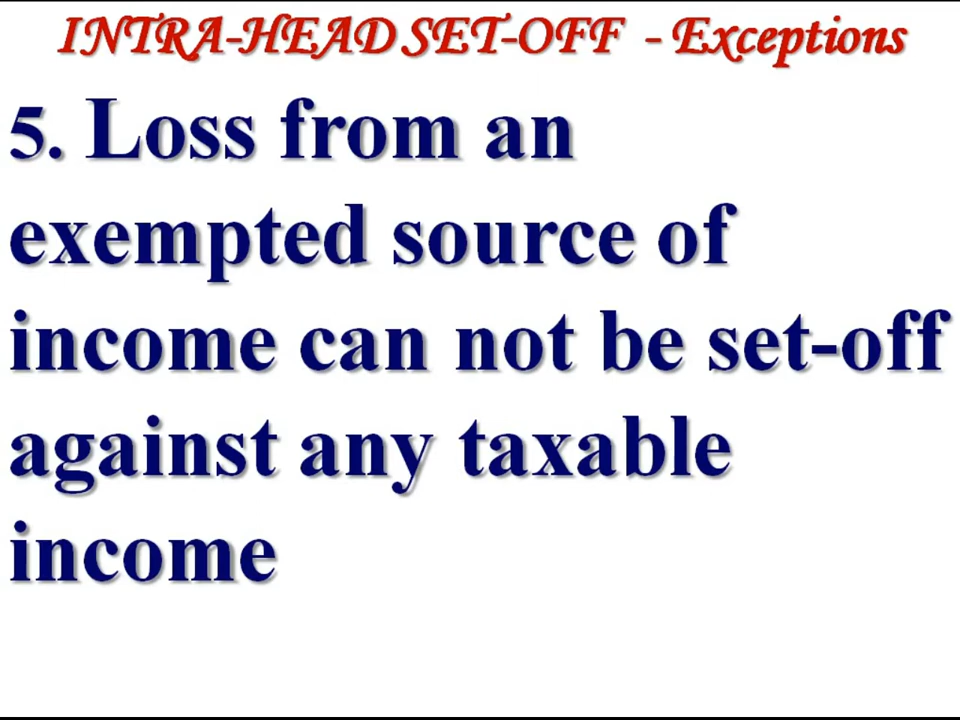 INTRA-HEAD SET-OFF - Exceptions
5. Loss from an
exempted source of
income can not be set-off
against any taxable
income